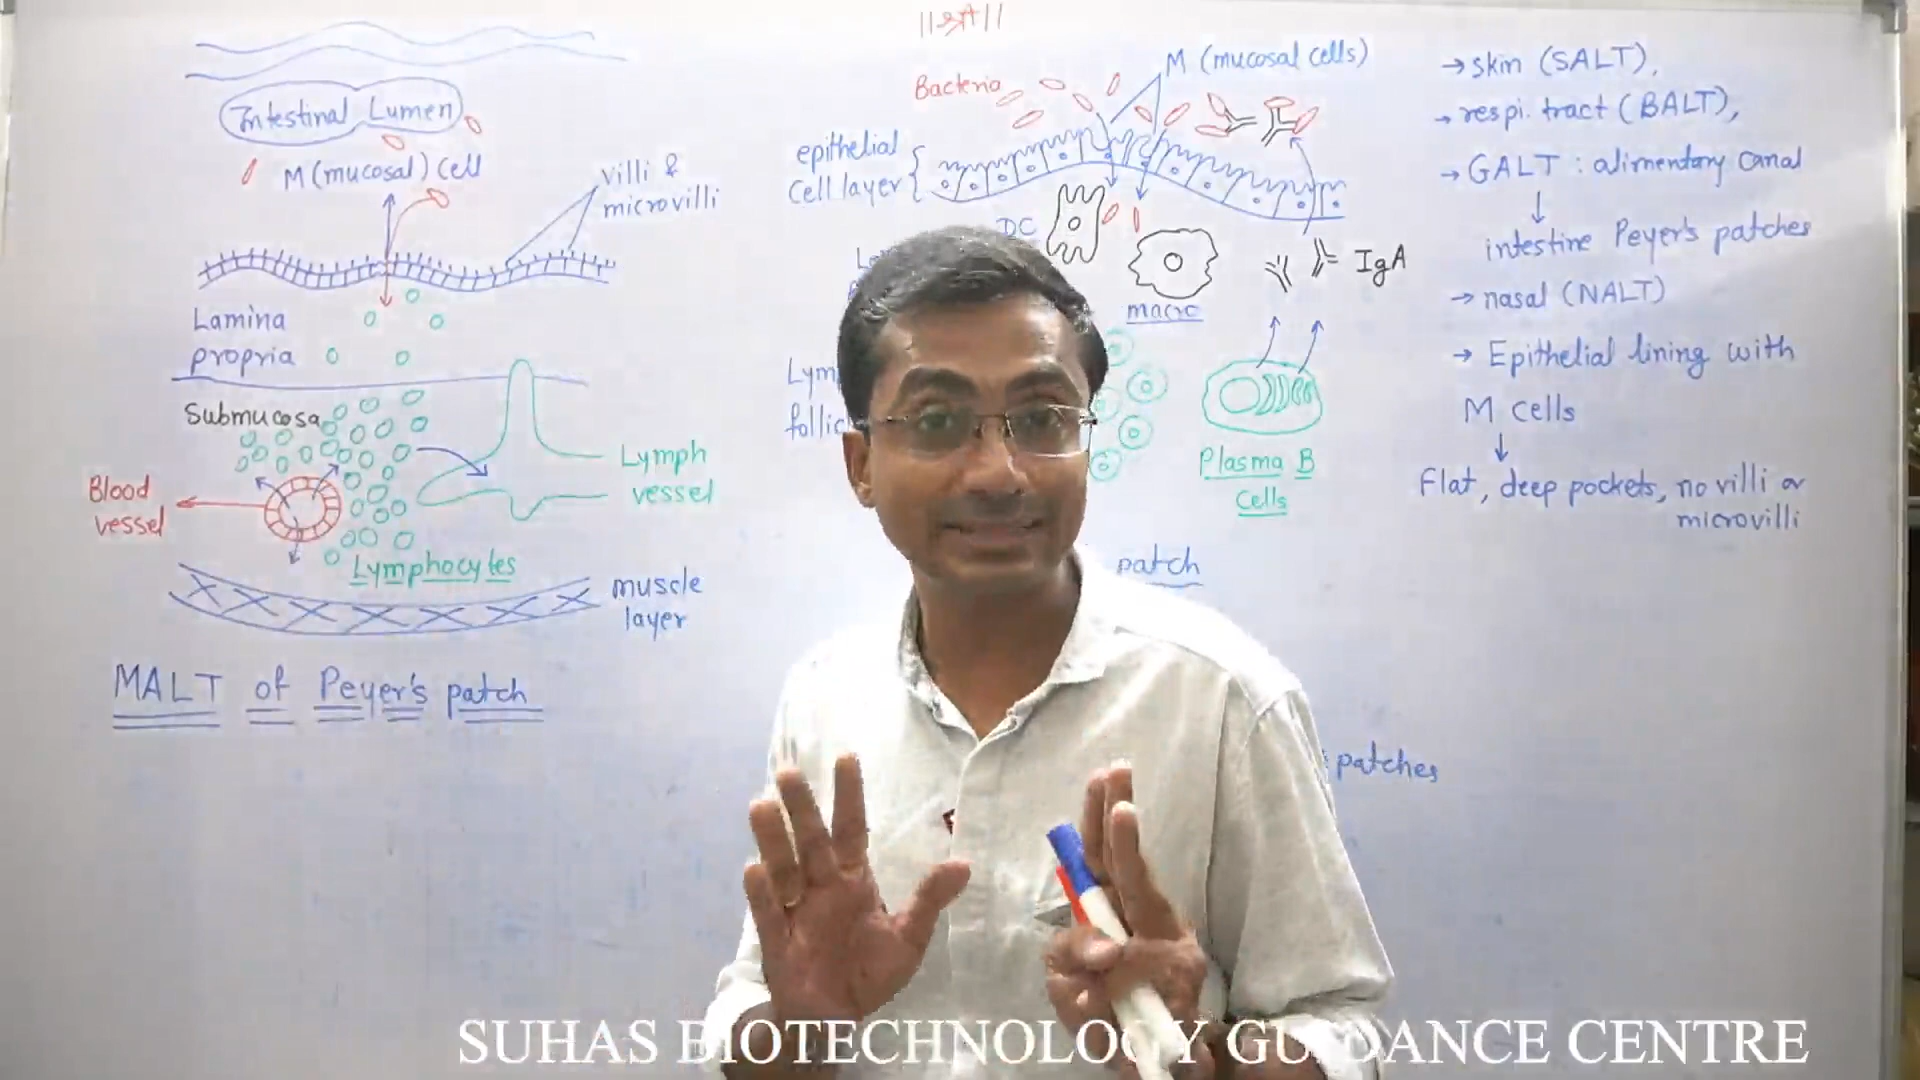 ||श्री||
Intestinal Lumen
M (mucosal) cell
villi &
microvilli
Lamina
propria
Submucosa
Blood
vessel
Lymph
vessel
Lymphocytes
muscle
layer
MALT of Peyer's patch
Bacteria
M (mucosal cells)
epithelial
cell layer
DC
macro
IgA
Plasma B
cells
patch
patches
→ skin (SALT),
→ respi. tract (BALT),
→ GALT : alimentary canal
↓
intestine Peyer's patches
→ nasal (NALT)
→ Epithelial lining with
M cells
↓
Flat, deep pockets, no villi or
microvilli
SUHAS BIOTECHNOLOGY GUIDANCE CENTRE